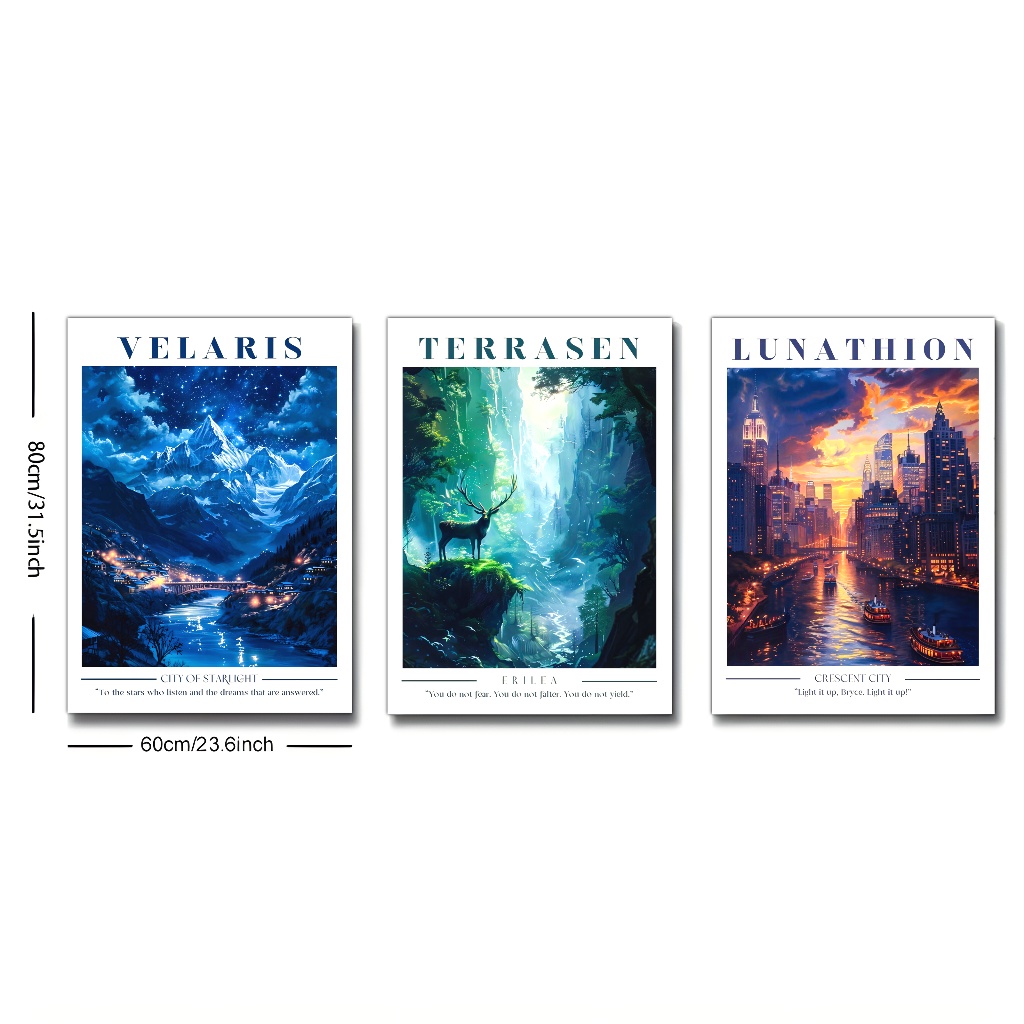 VELARIS
CITY OF STARLIGHT
"To the stars who listen and the dreams that are answered."
TERRASEN
ERILEA
"You do not fear. You do not falter. You do not yield."
LUNATHION
CRESCENT CITY
"Light it up, Bryce. Light it up!"
80cm/31.5inch
60cm/23.6inch